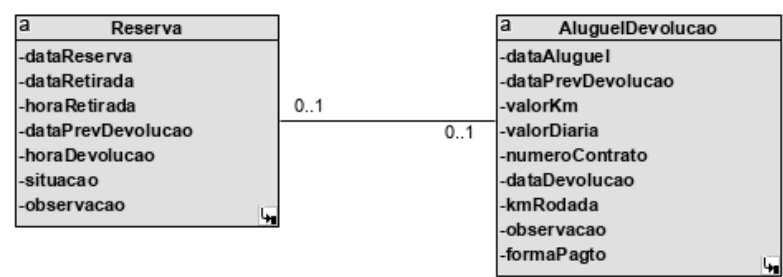 a Reserva
-dataReserva
-dataRetirada
-horaRetirada
-dataPrevDevolucao
-horaDevolucao
-situacao
-observacao
0..1
0..1
a AluguelDevolucao
-dataAluguel
-dataPrevDevolucao
-valorKm
-valorDiaria
-numeroContrato
-dataDevolucao
-kmRodada
-observacao
-formaPagto